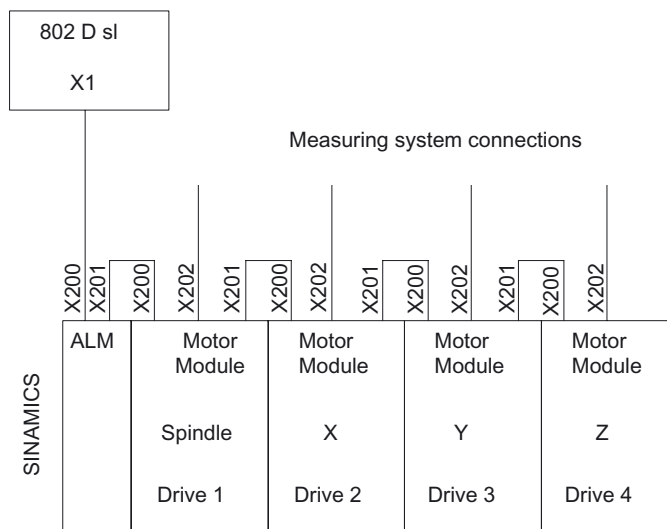 802 D sl
X1
Measuring system connections
X200
X201
X200
X202
X201
X200
X202
X201
X200
X202
X201
X200
X202
SINAMICS
ALM
Motor
Module
Motor
Module
Motor
Module
Motor
Module
Spindle
X
Y
Z
Drive 1
Drive 2
Drive 3
Drive 4